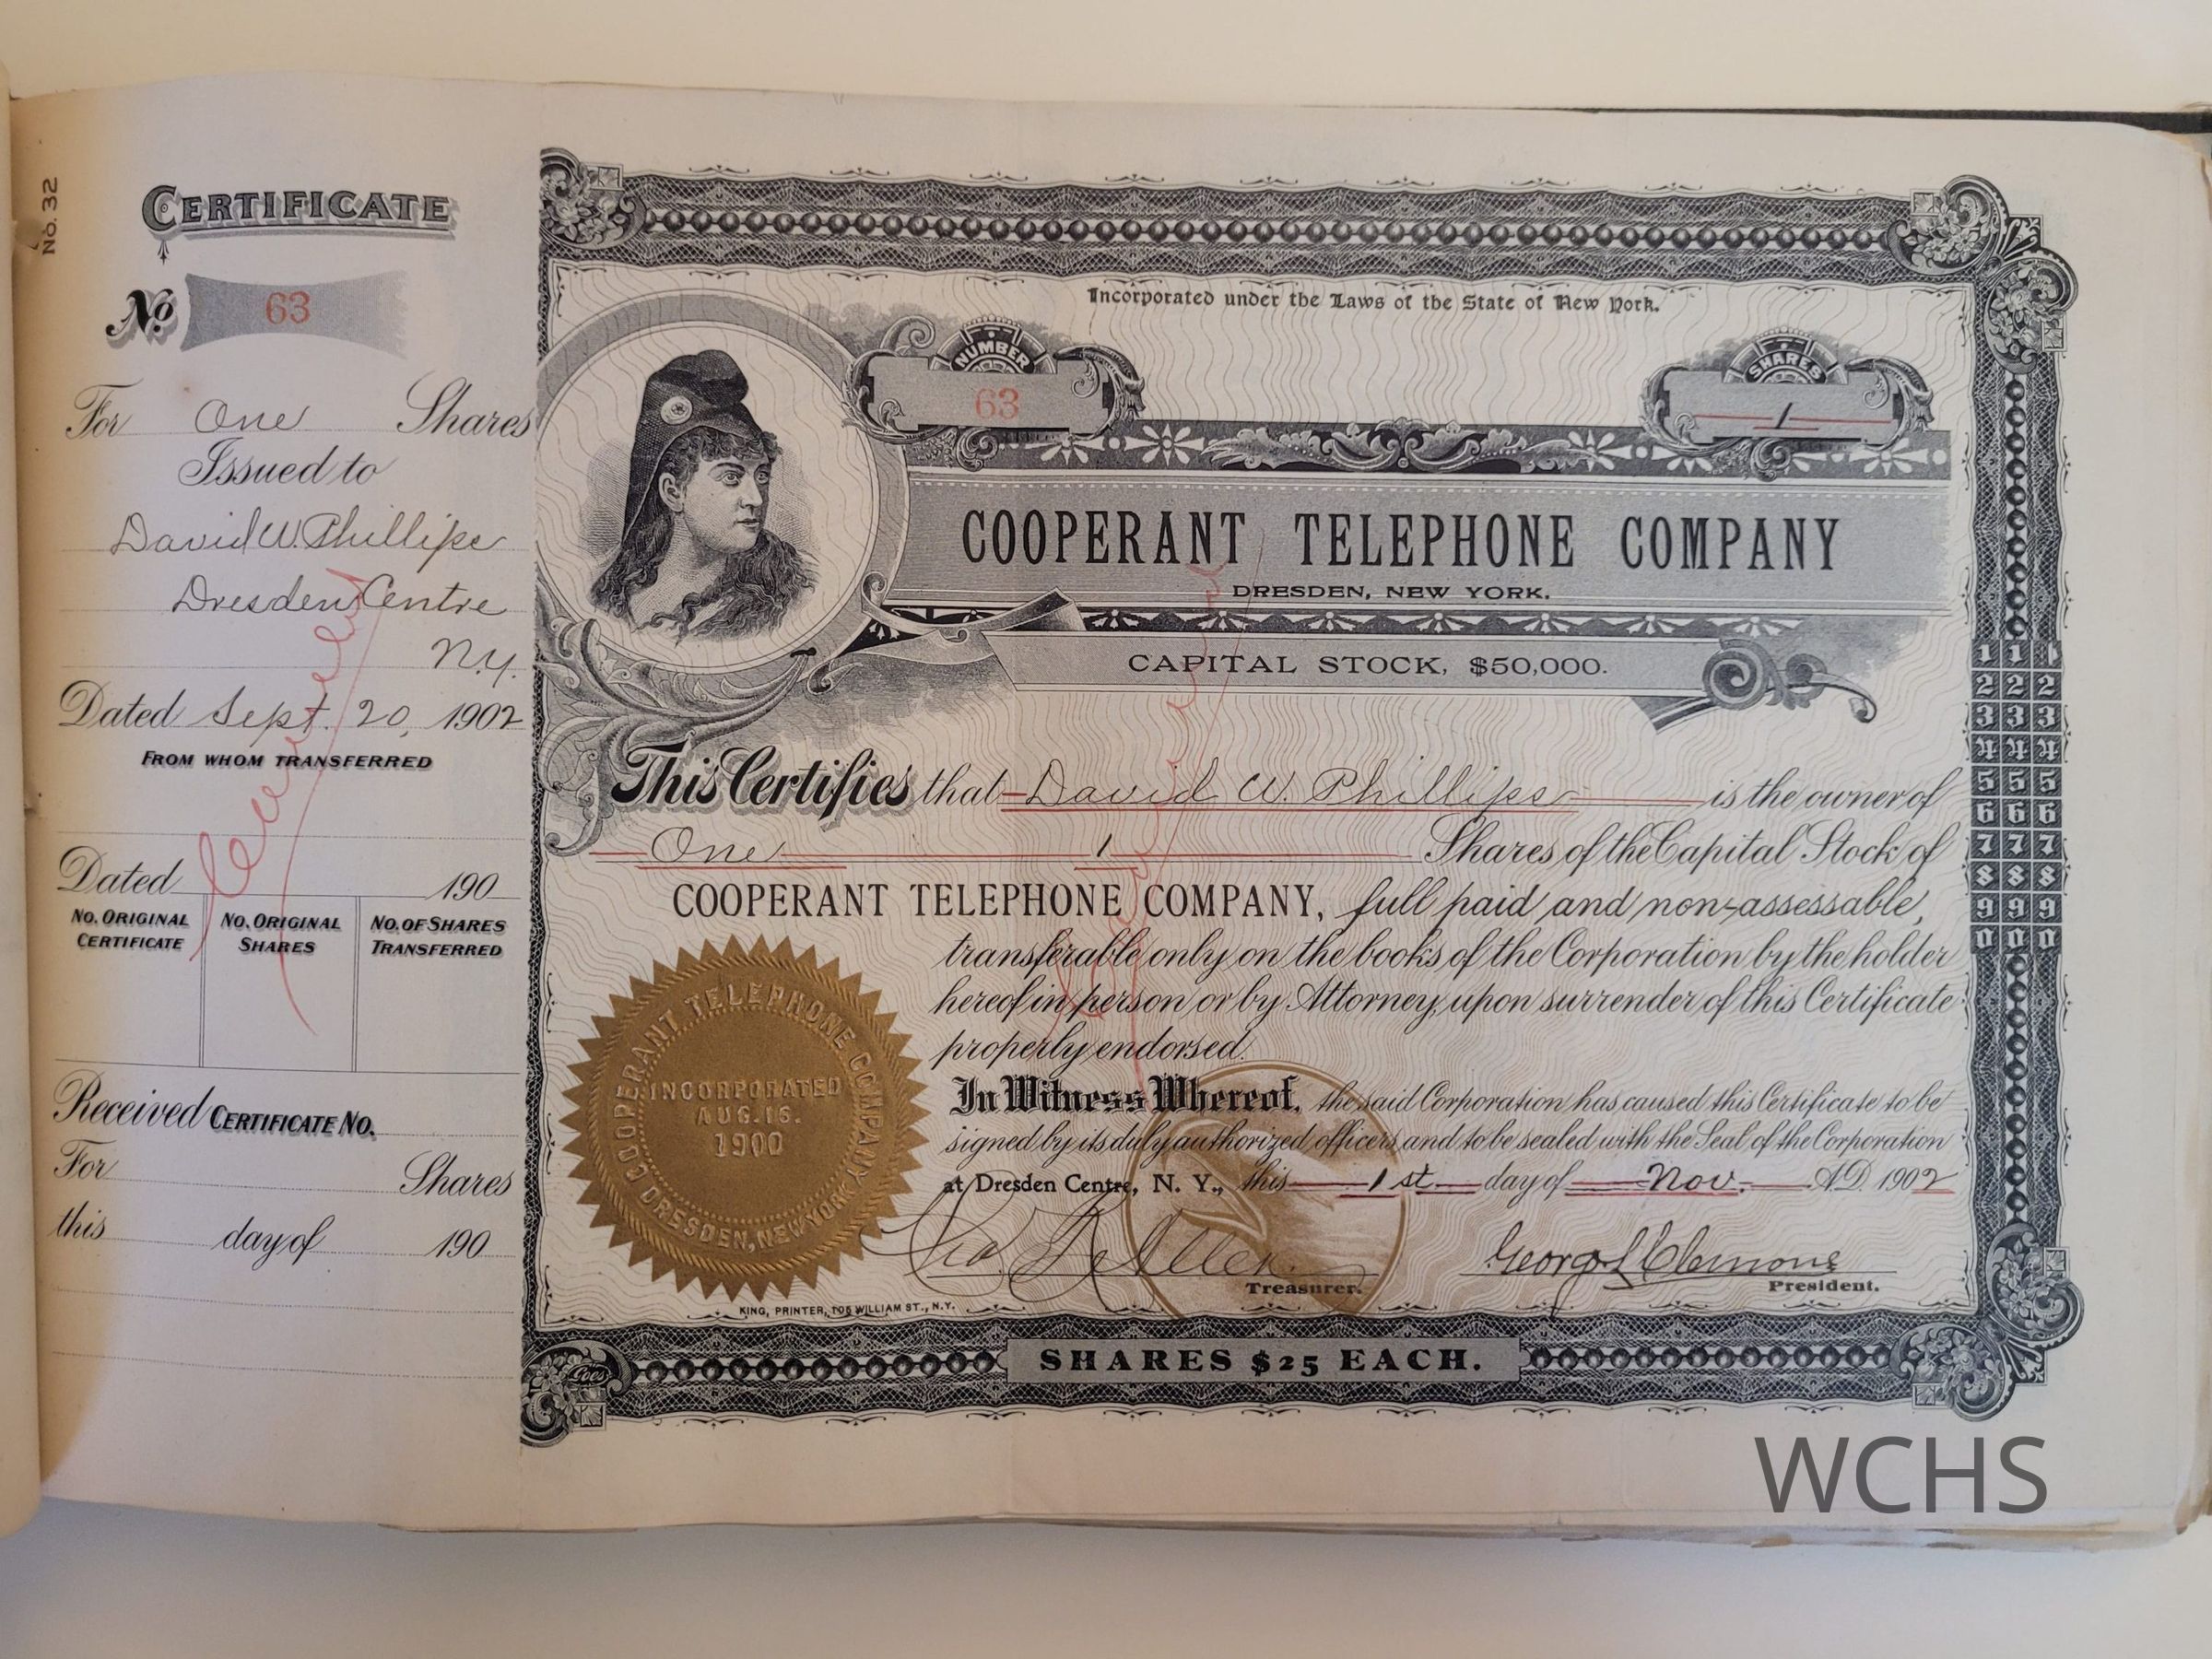 No. 32
CERTIFICATE
No 63
For One Shares
Issued to
David W. Phillips
Dresden Centre
N.Y.
Dated Sept. 20, 1902
FROM WHOM TRANSFERRED
Dated 190
NO. ORIGINAL CERTIFICATE
NO. ORIGINAL SHARES
NO. OF SHARES TRANSFERRED
Received CERTIFICATE NO.
For Shares
this day of 190
Incorporated under the Laws of the State of New York.
NUMBER
63
SHARES
1
COOPERANT TELEPHONE COMPANY
DRESDEN, NEW YORK.
CAPITAL STOCK, $50,000.
This Certifies that David W. Phillips is the owner of
One 1 Shares of the Capital Stock of
COOPERANT TELEPHONE COMPANY, full paid and non-assessable,
transferable only on the books of the Corporation by the holder
hereof in person or by Attorney, upon surrender of this Certificate
properly endorsed.
In Witness Whereof, the said Corporation has caused this Certificate to be
signed by its duly authorized officers and to be sealed with the Seal of the Corporation
at Dresden Centre, N. Y., this 1st day of Nov. A.D. 1902
Treasurer.
George L Clemons
President.
COOPERANT TELEPHONE COMPANY
INCORPORATED
AUG. 16.
1900
DRESDEN, NEW YORK
KING, PRINTER, 105 WILLIAM ST., N.Y.
Goes
SHARES $25 EACH.
1 1 1
2 2 2
3 3 3
4 4 4
5 5 5
6 6 6
7 7 7
8 8 8
9 9 9
0 0 0
WCHS